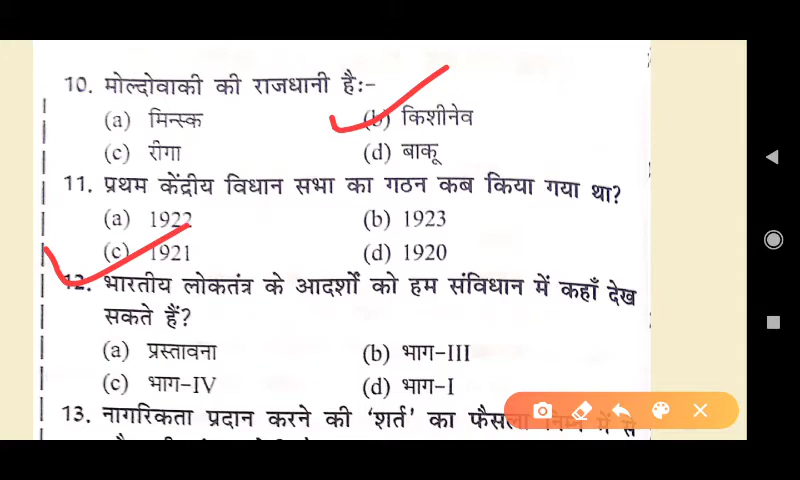 10. मोल्दोवाकी की राजधानी है:-
(a) मिन्स्क (b) किशीनेव
(c) रीगा (d) बाकू
11. प्रथम केंद्रीय विधान सभा का गठन कब किया गया था?
(a) 1922 (b) 1923
(c) 1921 (d) 1920
12. भारतीय लोकतंत्र के आदर्शों को हम संविधान में कहाँ देख
सकते हैं?
(a) प्रस्तावना (b) भाग-III
(c) भाग-IV (d) भाग-I
13. नागरिकता प्रदान करने की 'शर्त' का फैसला निम्न में से